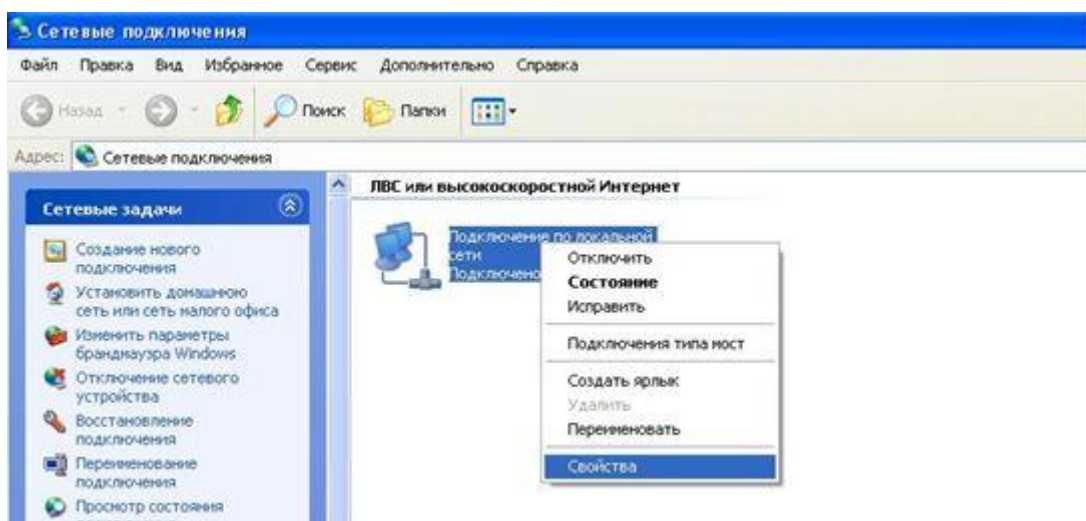 Сетевые подключения
Файл Правка Вид Избранное Сервис Дополнительно Справка
Назад Поиск Папки
Адрес: Сетевые подключения
Сетевые задачи
Создание нового
подключения
Установить домашнюю
сеть или сеть малого офиса
Изменить параметры
брандмауэра Windows
Отключение сетевого
устройства
Восстановление
подключения
Переименование
подключения
Просмотр состояния
ЛВС или высокоскоростной Интернет
Подключение по локальной
сети
Подключено
Отключить
Состояние
Исправить
Подключения типа мост
Создать ярлык
Удалить
Переименовать
Свойства